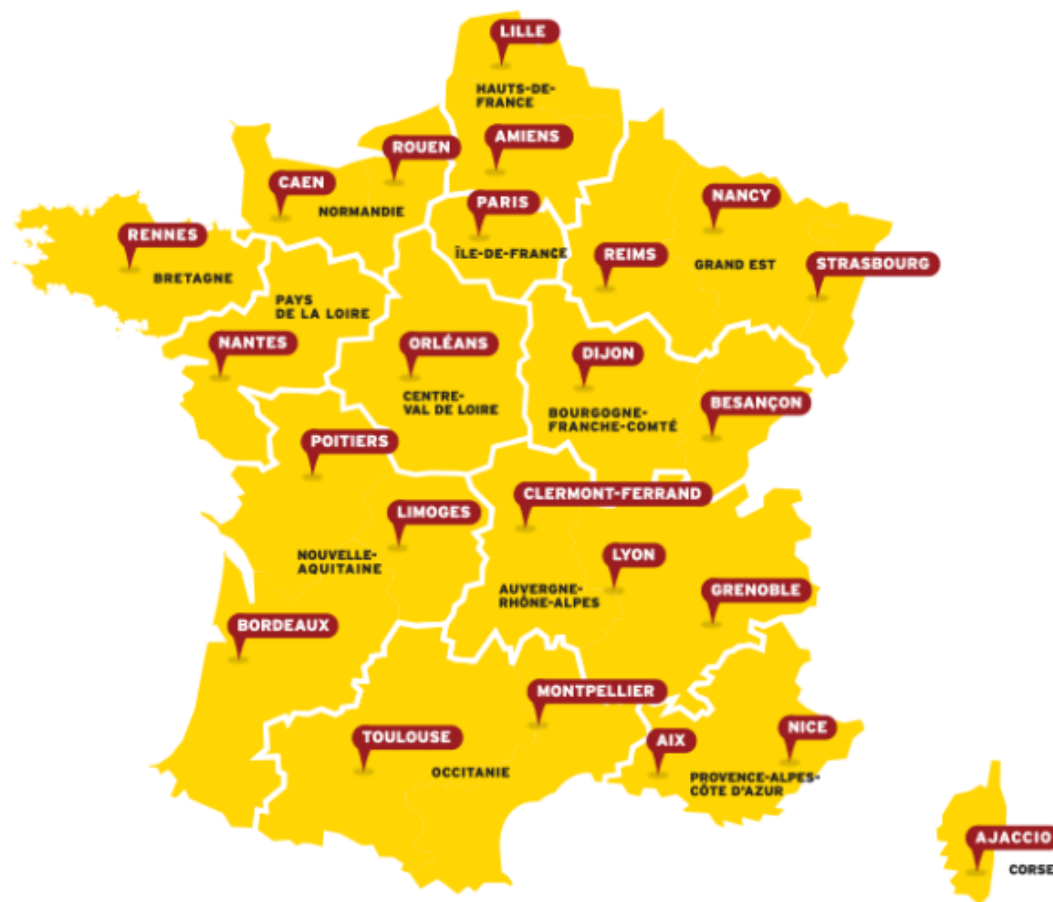 LILLE
HAUTS-DE-
FRANCE
AMIENS
ROUEN
CAEN
NORMANDIE
PARIS
ÎLE-DE-FRANCE
NANCY
REIMS
GRAND EST
STRASBOURG
RENNES
BRETAGNE
PAYS
DE LA LOIRE
NANTES
ORLÉANS
CENTRE-
VAL DE LOIRE
DIJON
BOURGOGNE-
FRANCHE-COMTÉ
BESANÇON
POITIERS
LIMOGES
NOUVELLE-
AQUITAINE
CLERMONT-FERRAND
LYON
AUVERGNE-
RHÔNE-ALPES
GRENOBLE
BORDEAUX
MONTPELLIER
TOULOUSE
OCCITANIE
AIX
NICE
PROVENCE-ALPES-
CÔTE D'AZUR
AJACCIO
CORSE